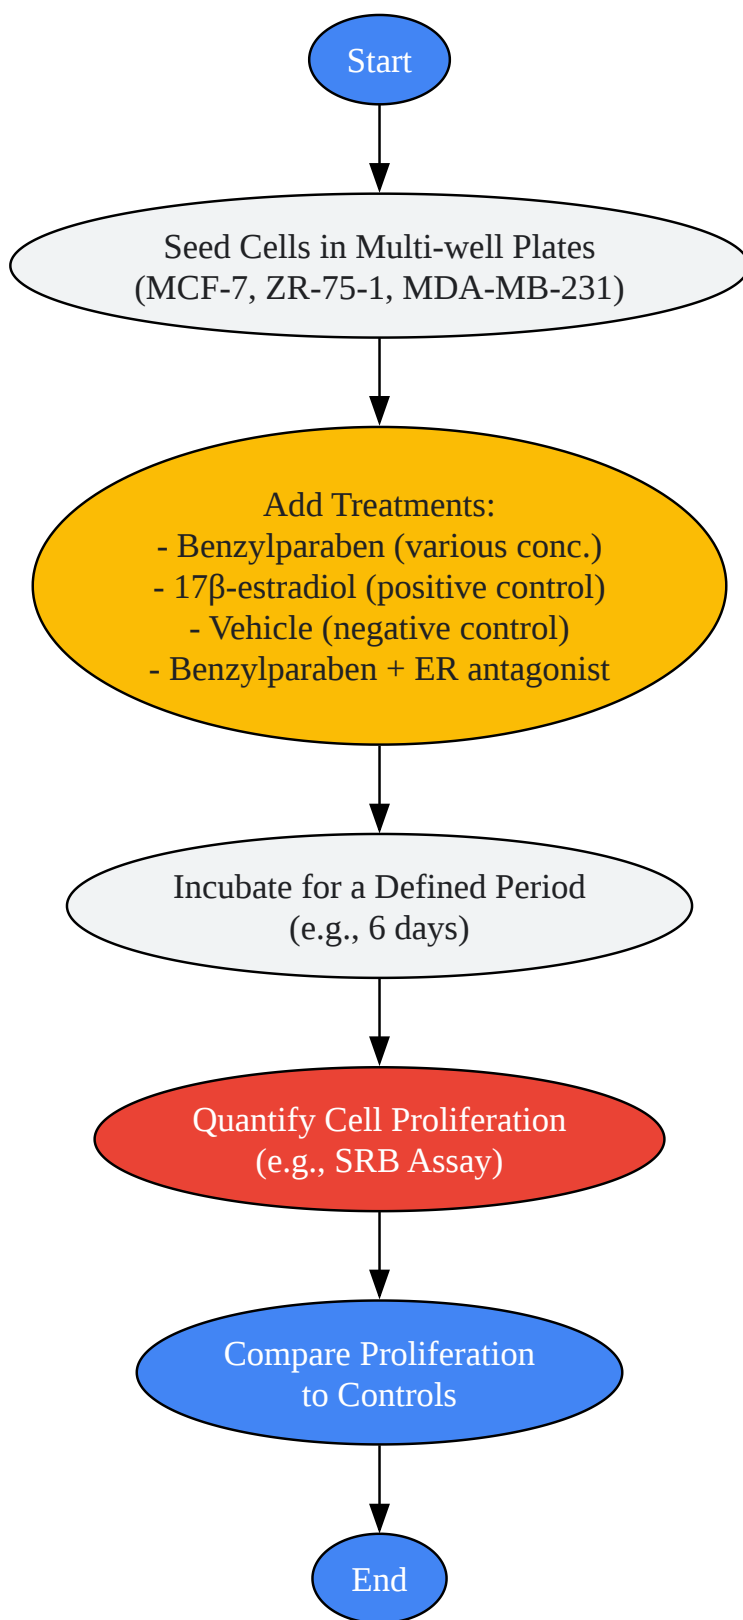 Start
Seed Cells in Multi-well Plates
(MCF-7, ZR-75-1, MDA-MB-231)
Add Treatments:
- Benzylparaben (various conc.)
- 17β-estradiol (positive control)
- Vehicle (negative control)
- Benzylparaben + ER antagonist
Incubate for a Defined Period
(e.g., 6 days)
Quantify Cell Proliferation
(e.g., SRB Assay)
Compare Proliferation
to Controls
End